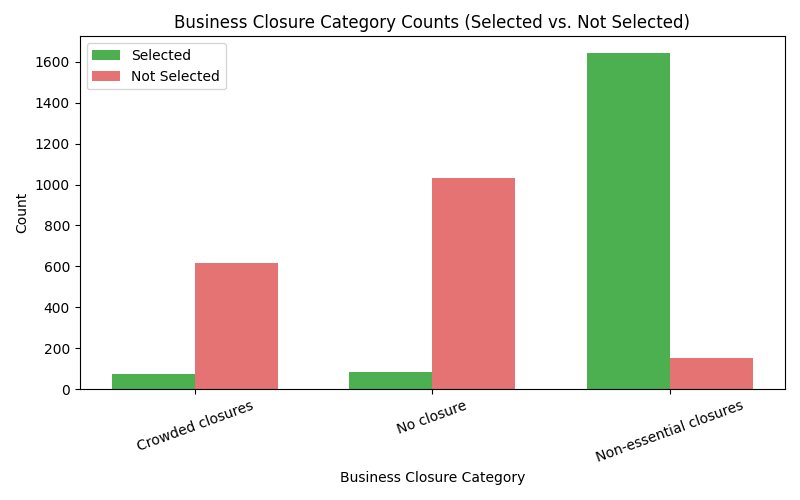 Business Closure Category Counts (Selected vs. Not Selected)
Selected
Not Selected
Count
1600
1400
1200
1000
800
600
400
200
0
Crowded closures
No closure
Non-essential closures
Business Closure Category